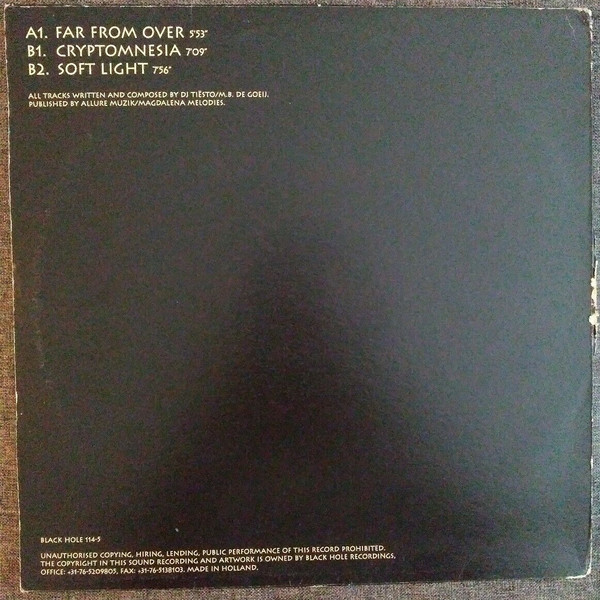 A1. FAR FROM OVER 5'53"
B1. CRYPTOMNESIA 7'09"
B2. SOFT LIGHT 7'56"
ALL TRACKS WRITTEN AND COMPOSED BY DJ TIËSTO/M.B. DE GOEIJ.
PUBLISHED BY ALLURE MUZIK/MAGDALENA MELODIES.
BLACK HOLE 114-5
UNAUTHORISED COPYING, HIRING, LENDING, PUBLIC PERFORMANCE OF THIS RECORD PROHIBITED.
THE COPYRIGHT IN THIS SOUND RECORDING AND ARTWORK IS OWNED BY BLACK HOLE RECORDINGS,
OFFICE: +31-76-5209805, FAX: +31-76-5138103. MADE IN HOLLAND.